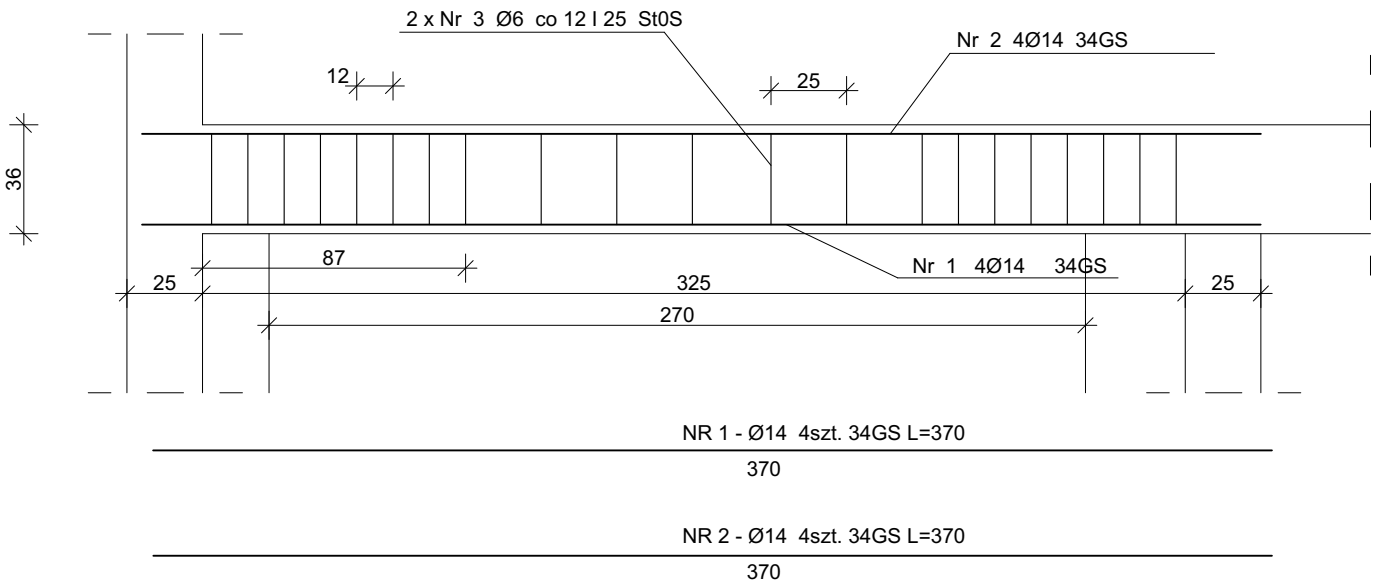 2 x Nr 3 Ø6 co 12 I 25 St0S
Nr 2 4Ø14 34GS
12
25
36
87
Nr 1 4Ø14 34GS
25
325
25
270
NR 1 - Ø14 4szt. 34GS L=370
370
NR 2 - Ø14 4szt. 34GS L=370
370